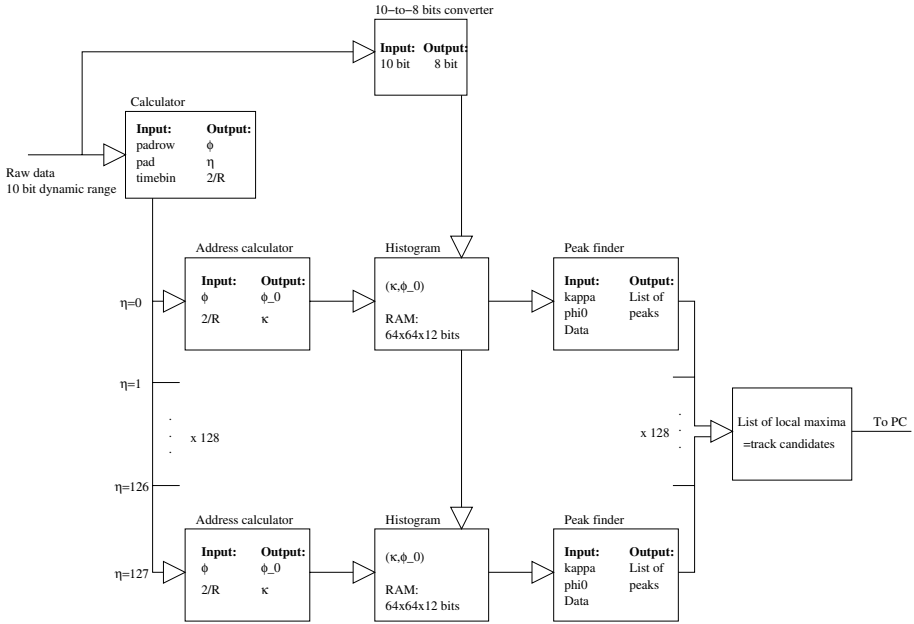 10−to−8 bits converter
Input: Output:
10 bit 8 bit
Calculator
Input: Output:
padrow ϕ
pad η
timebin 2/R
Raw data
10 bit dynamic range
Address calculator
Input: Output:
ϕ ϕ_0
2/R κ
Histogram
(κ,ϕ_0)
RAM:
64x64x12 bits
Peak finder
Input: Output:
kappa List of
phi0 peaks
Data
η=0
η=1
x 128
x 128
List of local maxima
=track candidates
To PC
η=126
Address calculator
Input: Output:
ϕ ϕ_0
2/R κ
Histogram
(κ,ϕ_0)
RAM:
64x64x12 bits
Peak finder
Input: Output:
kappa List of
phi0 peaks
Data
η=127